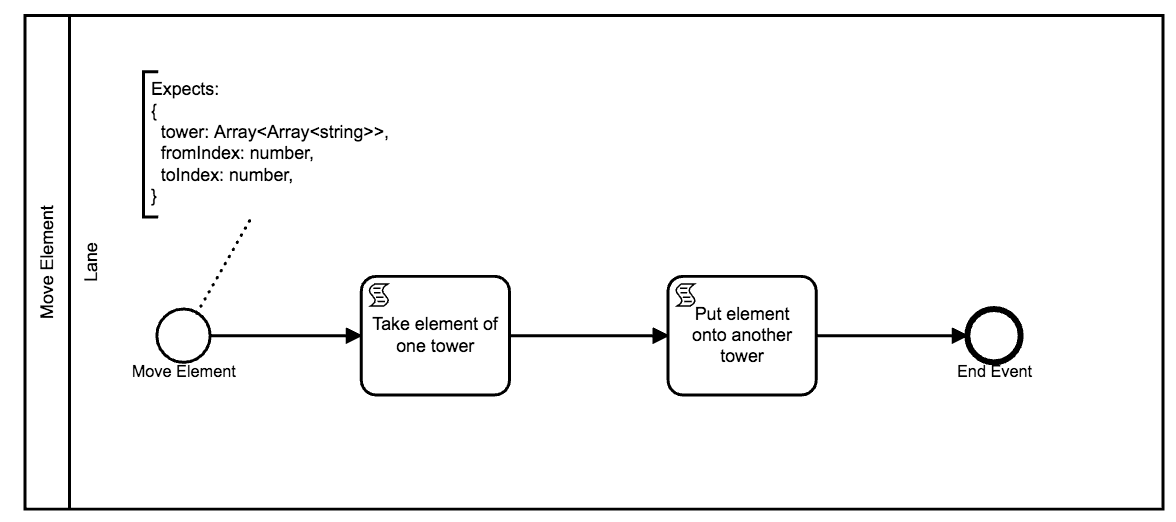 Move Element
Lane
Expects:
{
tower: Array<Array<string>>,
fromIndex: number,
toIndex: number,
}
Move Element
Take element of
one tower
Put element
onto another
tower
End Event